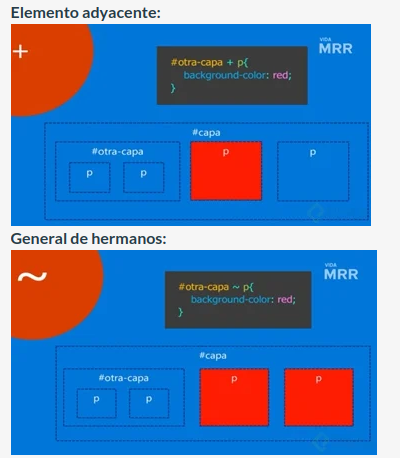 Elemento adyacente:
+
VIDA
MRR
#otra-capa + p{
background-color: red;
}
#capa
#otra-capa
p
p
p
p
General de hermanos:
~
VIDA
MRR
#otra-capa ~ p{
background-color: red;
}
#capa
#otra-capa
p
p
p
p